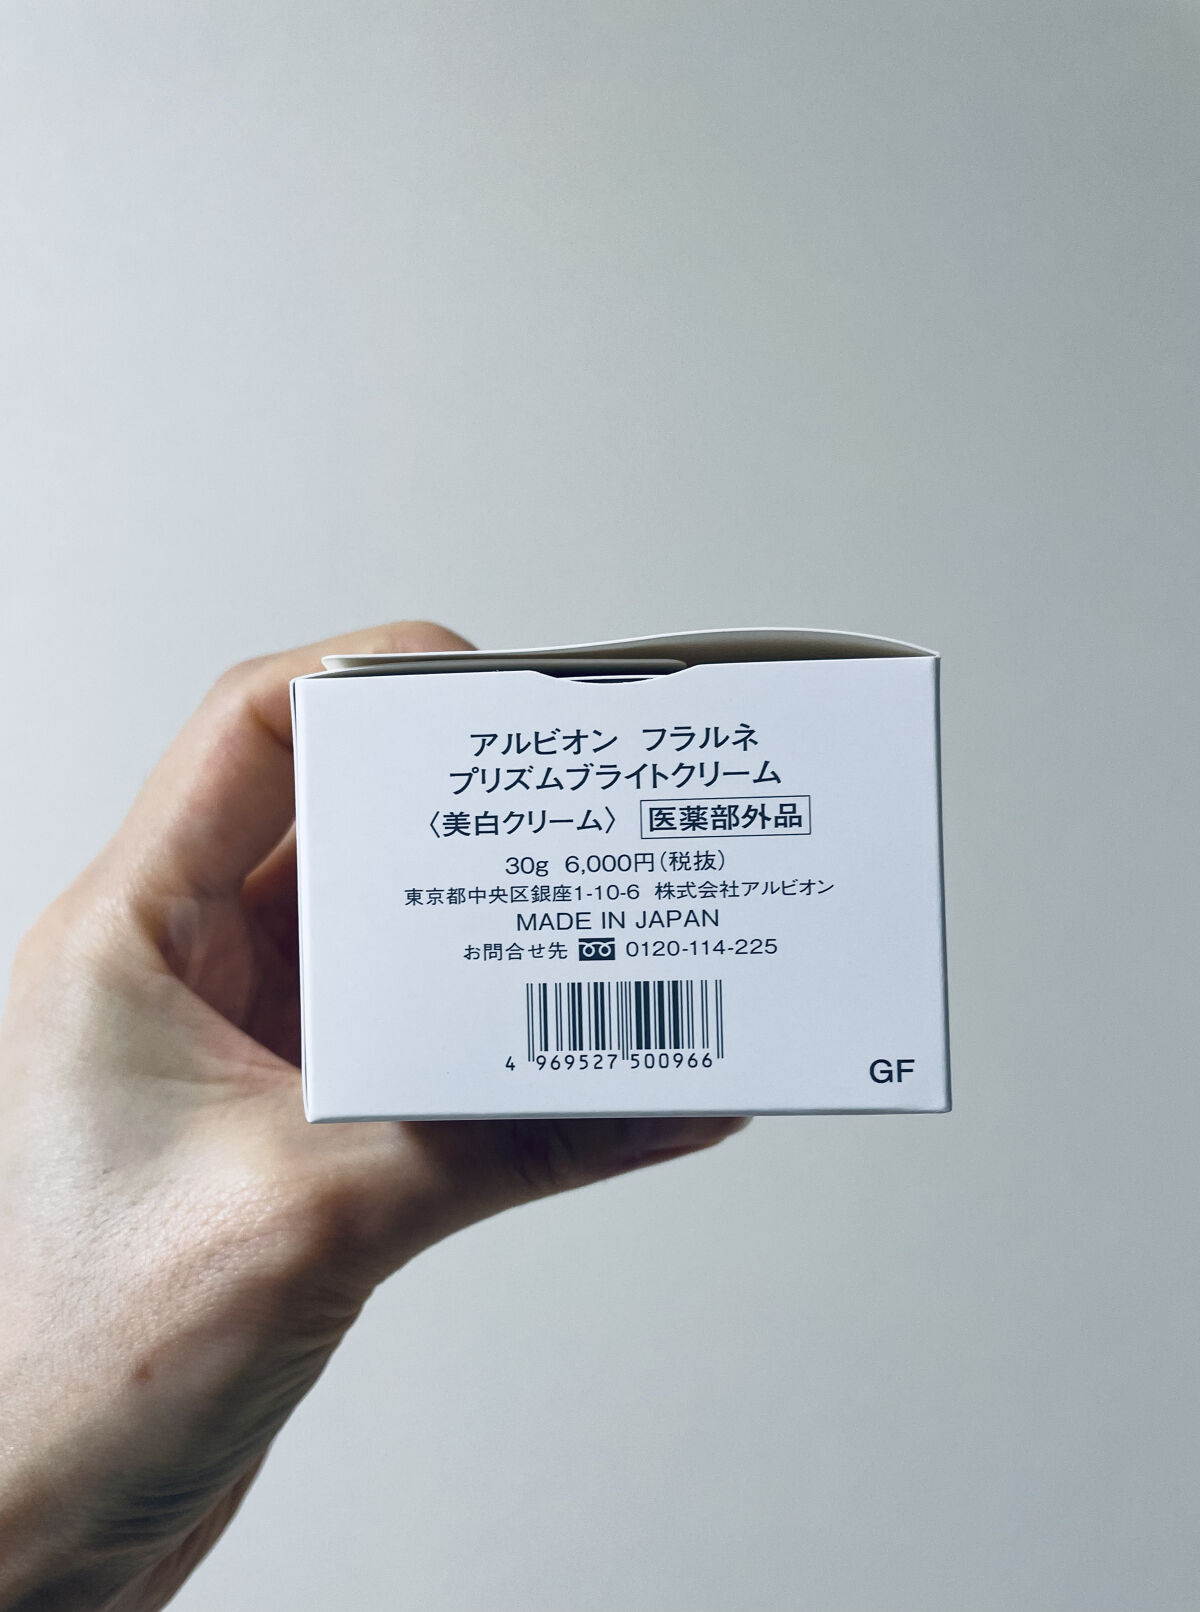 アルビオン フラルネ
プリズムブライトクリーム
〈美白クリーム〉 医薬部外品
30g 6,000円(税抜)
東京都中央区銀座1-10-6 株式会社アルビオン
MADE IN JAPAN
お問合せ先 0120-114-225
4 969527 500966
GF